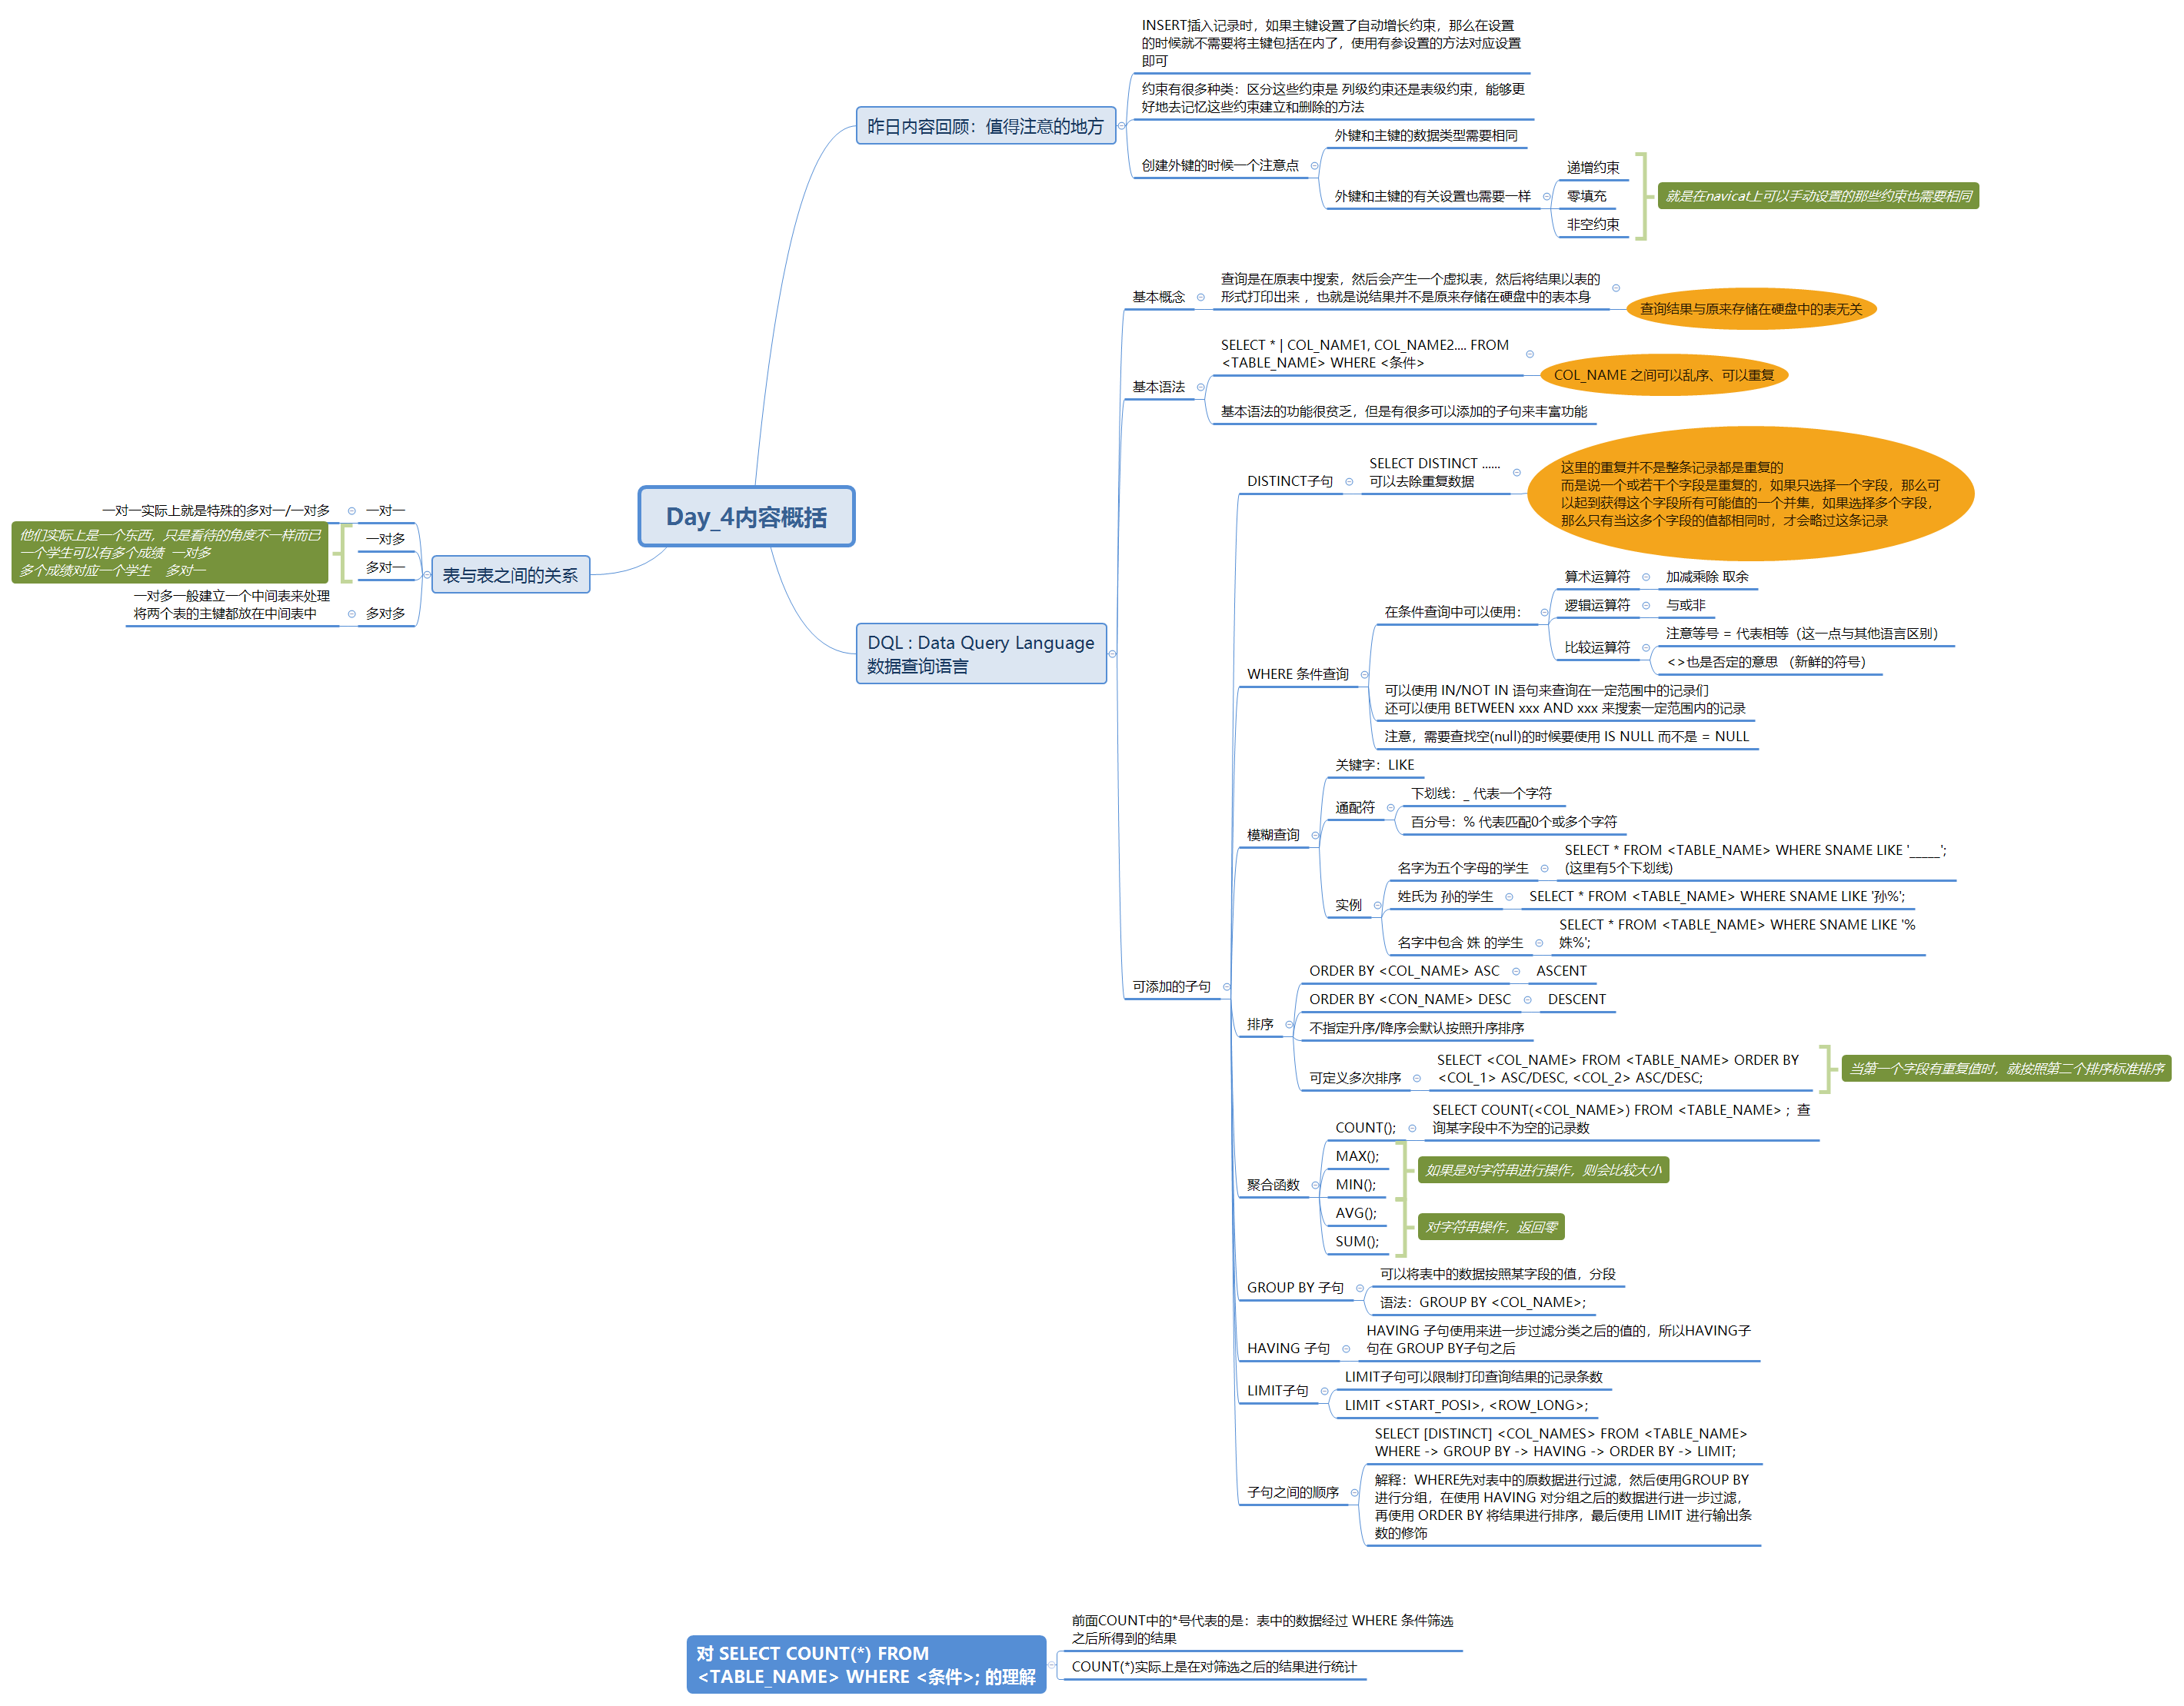 Day_4内容概括
昨日内容回顾：值得注意的地方
INSERT插入记录时，如果主键设置了自动增长约束，那么在设置
的时候就不需要将主键包括在内了，使用有参设置的方法对应设置
即可
约束有很多种类：区分这些约束是 列级约束还是表级约束，能够更
好地去记忆这些约束建立和删除的方法
创建外键的时候一个注意点
外键和主键的数据类型需要相同
外键和主键的有关设置也需要一样
递增约束
零填充
非空约束
就是在navicat上可以手动设置的那些约束也需要相同
DQL : Data Query Language
数据查询语言
基本概念
查询是在原表中搜索，然后会产生一个虚拟表，然后将结果以表的
形式打印出来 ，也就是说结果并不是原来存储在硬盘中的表本身
查询结果与原来存储在硬盘中的表无关
基本语法
SELECT * | COL_NAME1, COL_NAME2.... FROM
<TABLE_NAME> WHERE <条件>
COL_NAME 之间可以乱序、可以重复
基本语法的功能很贫乏，但是有很多可以添加的子句来丰富功能
可添加的子句
DISTINCT子句
SELECT DISTINCT ......
可以去除重复数据
这里的重复并不是整条记录都是重复的
而是说一个或若干个字段是重复的，如果只选择一个字段，那么可
以起到获得这个字段所有可能值的一个并集，如果选择多个字段，
那么只有当这多个字段的值都相同时，才会略过这条记录
WHERE 条件查询
在条件查询中可以使用：
算术运算符
加减乘除 取余
逻辑运算符
与或非
比较运算符
注意等号 = 代表相等（这一点与其他语言区别）
<>也是否定的意思 （新鲜的符号）
可以使用 IN/NOT IN 语句来查询在一定范围中的记录们
还可以使用 BETWEEN xxx AND xxx 来搜索一定范围内的记录
注意，需要查找空(null)的时候要使用 IS NULL 而不是 = NULL
模糊查询
关键字：LIKE
通配符
下划线：_ 代表一个字符
百分号：% 代表匹配0个或多个字符
实例
名字为五个字母的学生
SELECT * FROM <TABLE_NAME> WHERE SNAME LIKE '_____';
(这里有5个下划线)
姓氏为 孙的学生
SELECT * FROM <TABLE_NAME> WHERE SNAME LIKE '孙%';
名字中包含 姝 的学生
SELECT * FROM <TABLE_NAME> WHERE SNAME LIKE '%
姝%';
排序
ORDER BY <COL_NAME> ASC
ASCENT
ORDER BY <CON_NAME> DESC
DESCENT
不指定升序/降序会默认按照升序排序
可定义多次排序
SELECT <COL_NAME> FROM <TABLE_NAME> ORDER BY
<COL_1> ASC/DESC, <COL_2> ASC/DESC;
当第一个字段有重复值时，就按照第二个排序标准排序
聚合函数
COUNT();
SELECT COUNT(<COL_NAME>) FROM <TABLE_NAME> ;  查
询某字段中不为空的记录数
MAX();
MIN();
如果是对字符串进行操作，则会比较大小
AVG();
SUM();
对字符串操作，返回零
GROUP BY 子句
可以将表中的数据按照某字段的值，分段
语法：GROUP BY <COL_NAME>;
HAVING 子句
HAVING 子句使用来进一步过滤分类之后的值的，所以HAVING子
句在 GROUP BY子句之后
LIMIT子句
LIMIT子句可以限制打印查询结果的记录条数
LIMIT <START_POSI>, <ROW_LONG>;
子句之间的顺序
SELECT [DISTINCT] <COL_NAMES> FROM <TABLE_NAME>
WHERE -> GROUP BY -> HAVING -> ORDER BY -> LIMIT;
解释：WHERE先对表中的原数据进行过滤，然后使用GROUP BY
进行分组，在使用 HAVING 对分组之后的数据进行进一步过滤，
再使用 ORDER BY 将结果进行排序，最后使用 LIMIT 进行输出条
数的修饰
表与表之间的关系
一对一
一对一实际上就是特殊的多对一/一对多
一对多
多对一
他们实际上是一个东西，只是看待的角度不一样而已
一个学生可以有多个成绩  一对多
多个成绩对应一个学生    多对一
多对多
一对多一般建立一个中间表来处理
将两个表的主键都放在中间表中
对 SELECT COUNT(*) FROM
<TABLE_NAME> WHERE <条件>; 的理解
前面COUNT中的*号代表的是：表中的数据经过 WHERE 条件筛选
之后所得到的结果
COUNT(*)实际上是在对筛选之后的结果进行统计